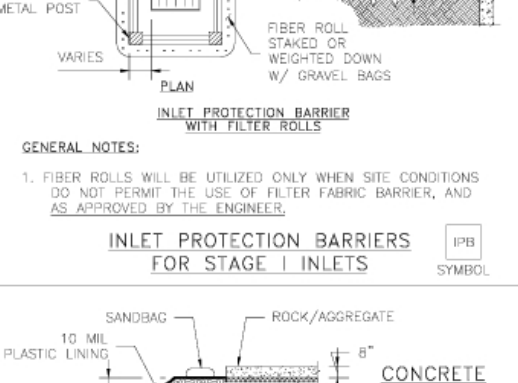 METAL POST
FIBER ROLL
STAKED OR
WEIGHTED DOWN
W/ GRAVEL BAGS
VARIES
PLAN
INLET PROTECTION BARRIER
WITH FILTER ROLLS
GENERAL NOTES:
1. FIBER ROLLS WILL BE UTILIZED ONLY WHEN SITE CONDITIONS
DO NOT PERMIT THE USE OF FILTER FABRIC BARRIER, AND
AS APPROVED BY THE ENGINEER.
INLET PROTECTION BARRIERS
FOR STAGE I INLETS
IPB
SYMBOL
SANDBAG
ROCK/AGGREGATE
10 MIL
PLASTIC LINING
8"
CONCRETE